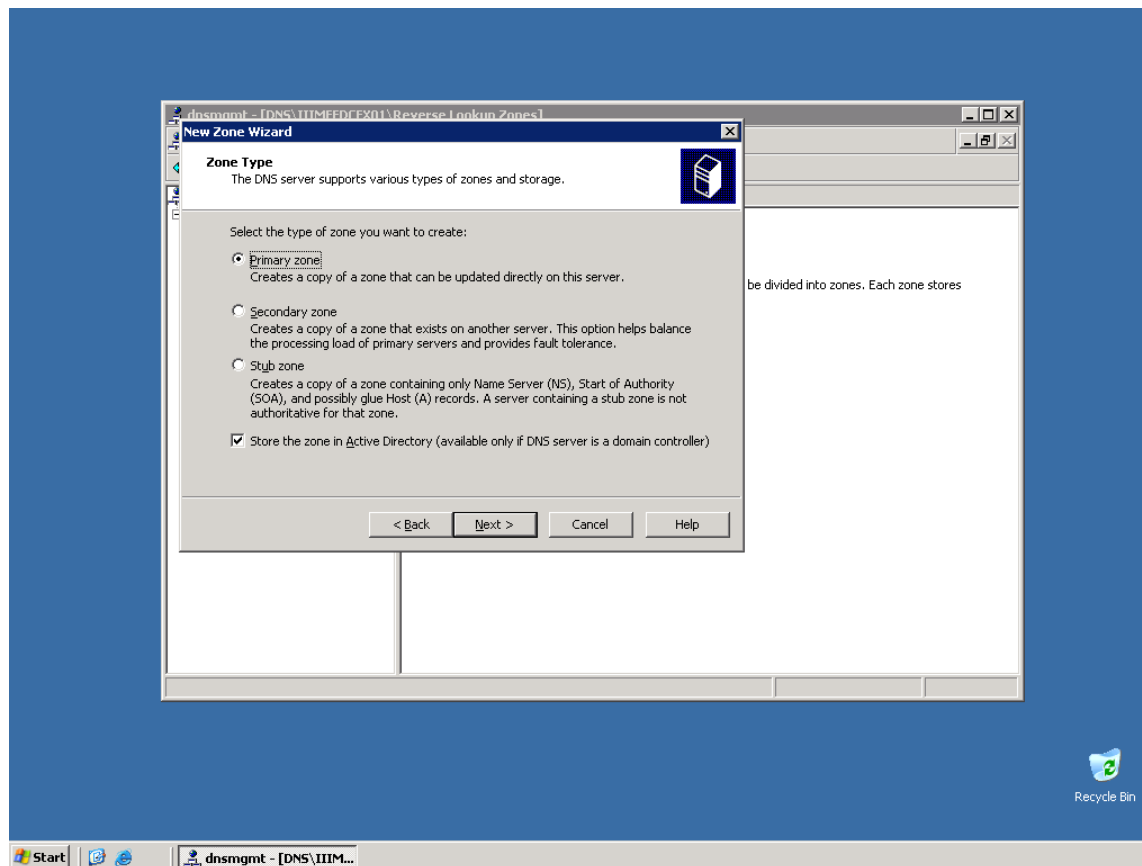 dnsmgmt - [DNS\IIIMEEDCEX01\Reverse Lookup Zones]
New Zone Wizard
Zone Type
The DNS server supports various types of zones and storage.
Select the type of zone you want to create:
Primary zone
Creates a copy of a zone that can be updated directly on this server.
Secondary zone
Creates a copy of a zone that exists on another server. This option helps balance
the processing load of primary servers and provides fault tolerance.
Stub zone
Creates a copy of a zone containing only Name Server (NS), Start of Authority
(SOA), and possibly glue Host (A) records. A server containing a stub zone is not
authoritative for that zone.
Store the zone in Active Directory (available only if DNS server is a domain controller)
be divided into zones. Each zone stores
< Back Next > Cancel Help
Recycle Bin
Start dnsmgmt - [DNS\IIIM...